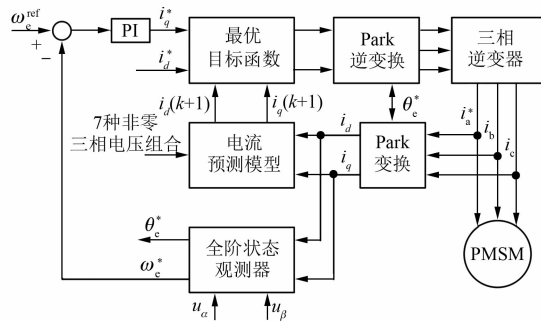 ω_e^ref
+
−
PI
i_q^*
i_d^*
最优
目标函数
Park
逆变换
三相
逆变器
i_d(k+1)
i_q(k+1)
θ_e^*
7种非零
三相电压组合
电流
预测模型
i_d
i_q
Park
变换
i_a^*
i_b
i_c
θ_e^*
ω_e^*
全阶状态
观测器
u_α
u_β
PMSM